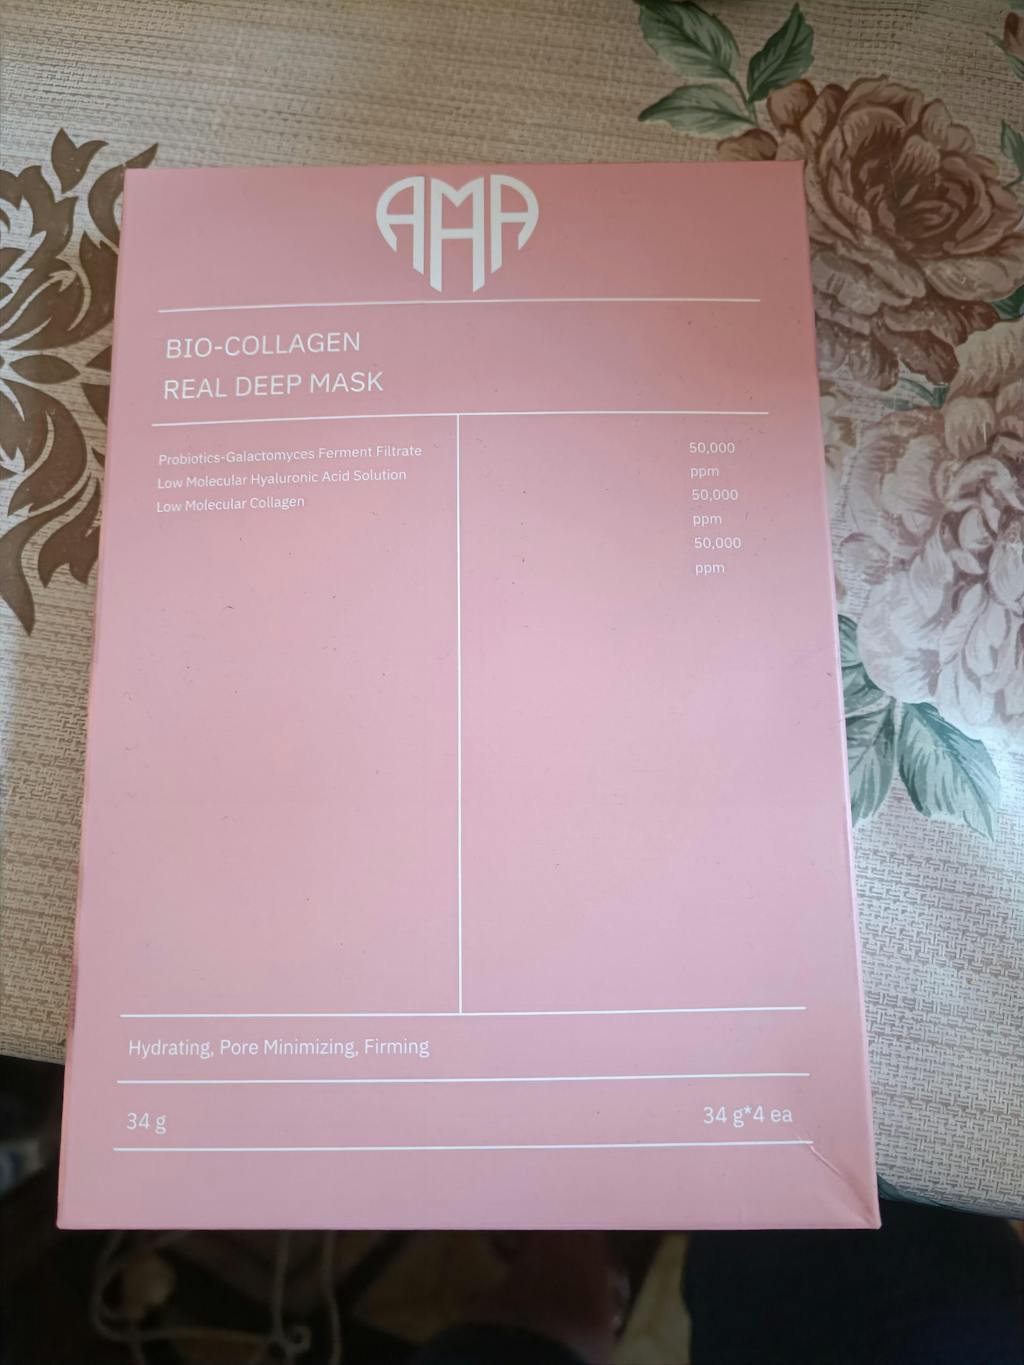 AMA
BIO-COLLAGEN
REAL DEEP MASK
Probiotics-Galactomyces Ferment Filtrate
Low Molecular Hyaluronic Acid Solution
Low Molecular Collagen
50,000
ppm
50,000
ppm
50,000
ppm
Hydrating, Pore Minimizing, Firming
34 g
34 g*4 ea